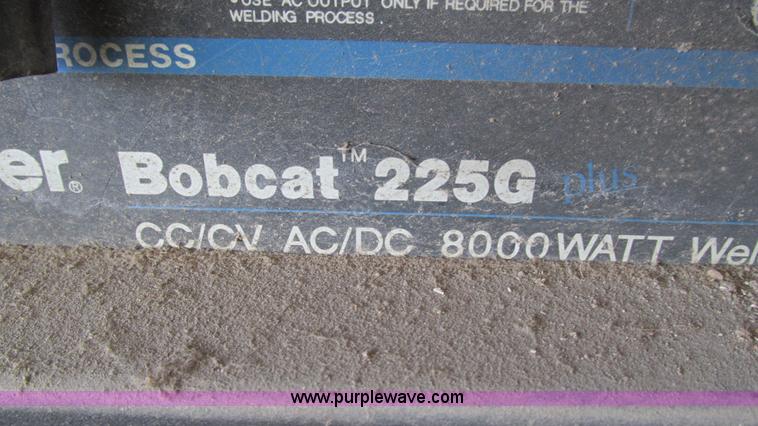 USE AC OUTPUT ONLY IF REQUIRED FOR THE
WELDING PROCESS.
ROCESS
er® Bobcat™ 225G plus
CC/CV AC/DC 8000 WATT Wel
www.purplewave.com